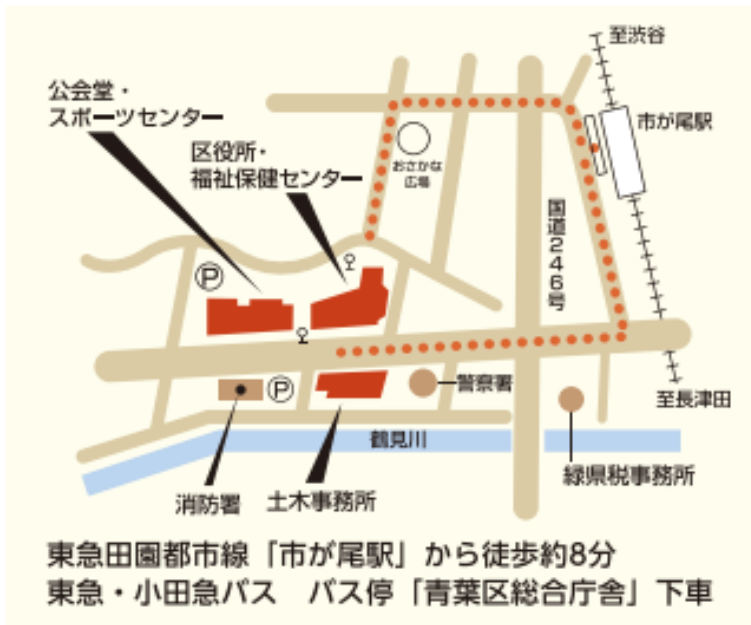 至渋谷
公会堂・
スポーツセンター
市が尾駅
区役所・
福祉保健センター
おさかな
広場
国道246号
P
P
警察署
至長津田
鶴見川
緑県税事務所
消防署
土木事務所
東急田園都市線「市が尾駅」から徒歩約8分
東急・小田急バス　バス停「青葉区総合庁舎」下車